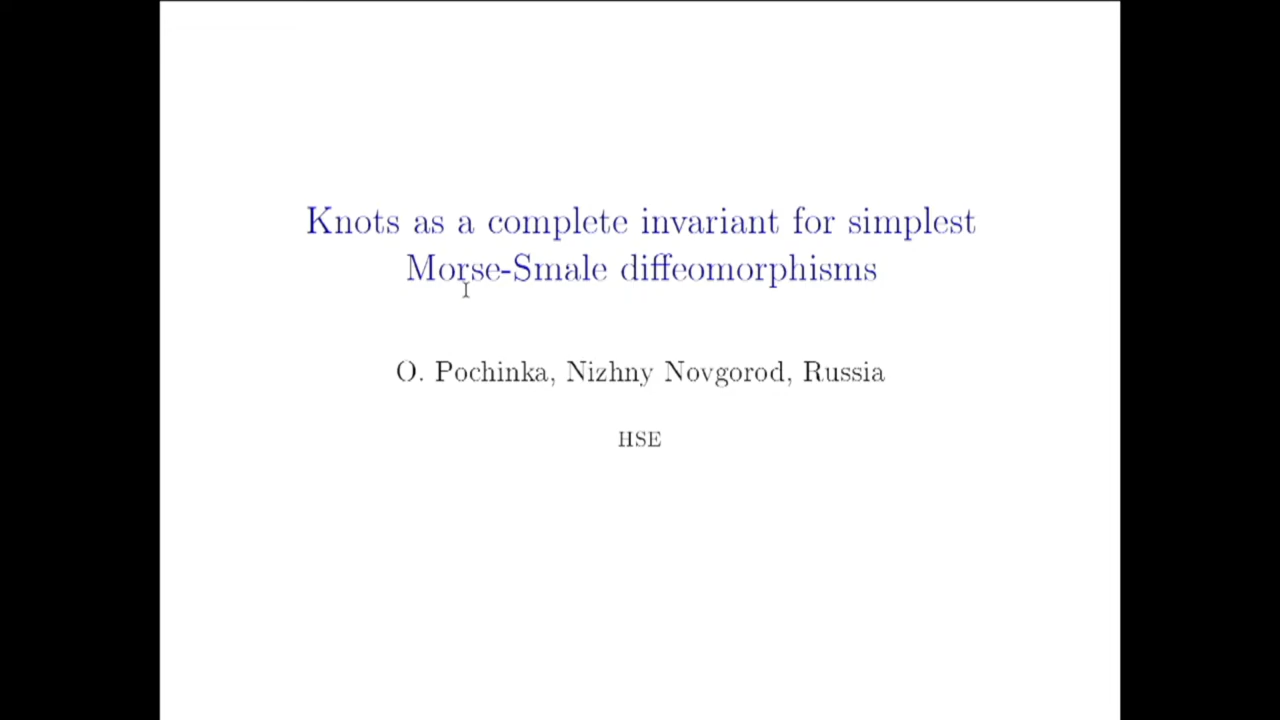 Knots as a complete invariant for simplest
Morse-Smale diffeomorphisms
O. Pochinka, Nizhny Novgorod, Russia
HSE